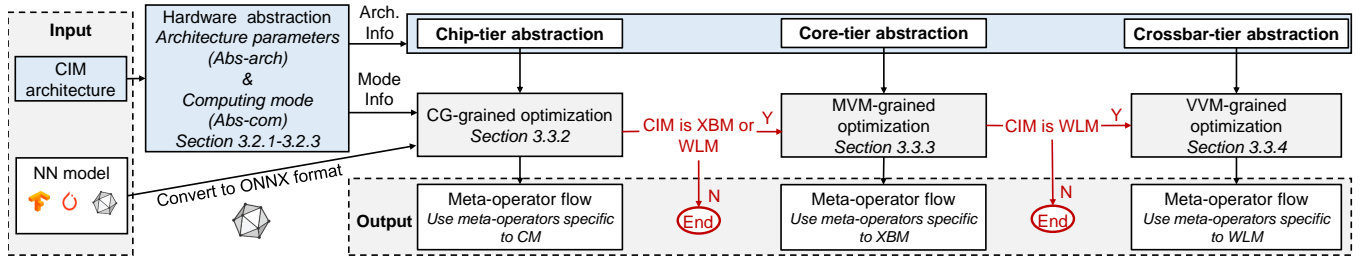 Input
CIM
architecture
NN model
Hardware abstraction
Architecture parameters
(Abs-arch)
&
Computing mode
(Abs-com)
Section 3.2.1-3.2.3
Arch.
Info
Mode
Info
Convert to ONNX format
Chip-tier abstraction
Core-tier abstraction
Crossbar-tier abstraction
CG-grained optimization
Section 3.3.2
CIM is XBM or
WLM
Y
N
End
MVM-grained
optimization
Section 3.3.3
CIM is WLM
Y
N
End
VVM-grained
optimization
Section 3.3.4
Output
Meta-operator flow
Use meta-operators specific
to CM
Meta-operator flow
Use meta-operators specific
to XBM
Meta-operator flow
Use meta-operators specific
to WLM